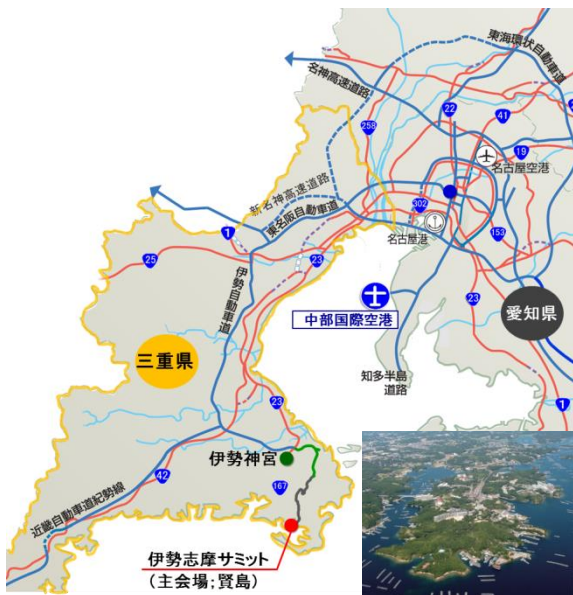 東海環状自動車道
名神高速道路
22
41
258
19
名古屋空港
新名神高速道路
東名阪自動車道
302
名古屋港
153
1
25
23
伊勢自動車道
中部国際空港
23
愛知県
三重県
知多半島
道路
1
23
伊勢神宮
42
167
近畿自動車道紀勢線
伊勢志摩サミット
(主会場;賢島)